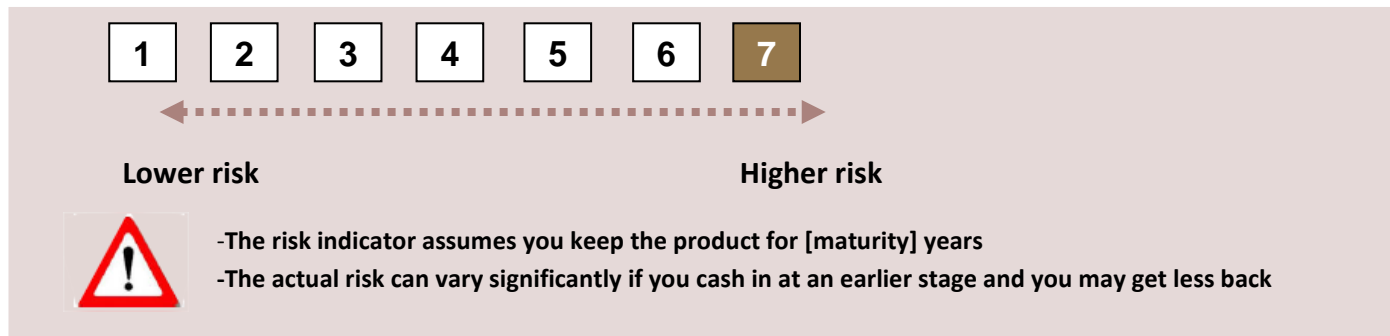 1 2 3 4 5 6 7
Lower risk Higher risk
-The risk indicator assumes you keep the product for [maturity] years
-The actual risk can vary significantly if you cash in at an earlier stage and you may get less back